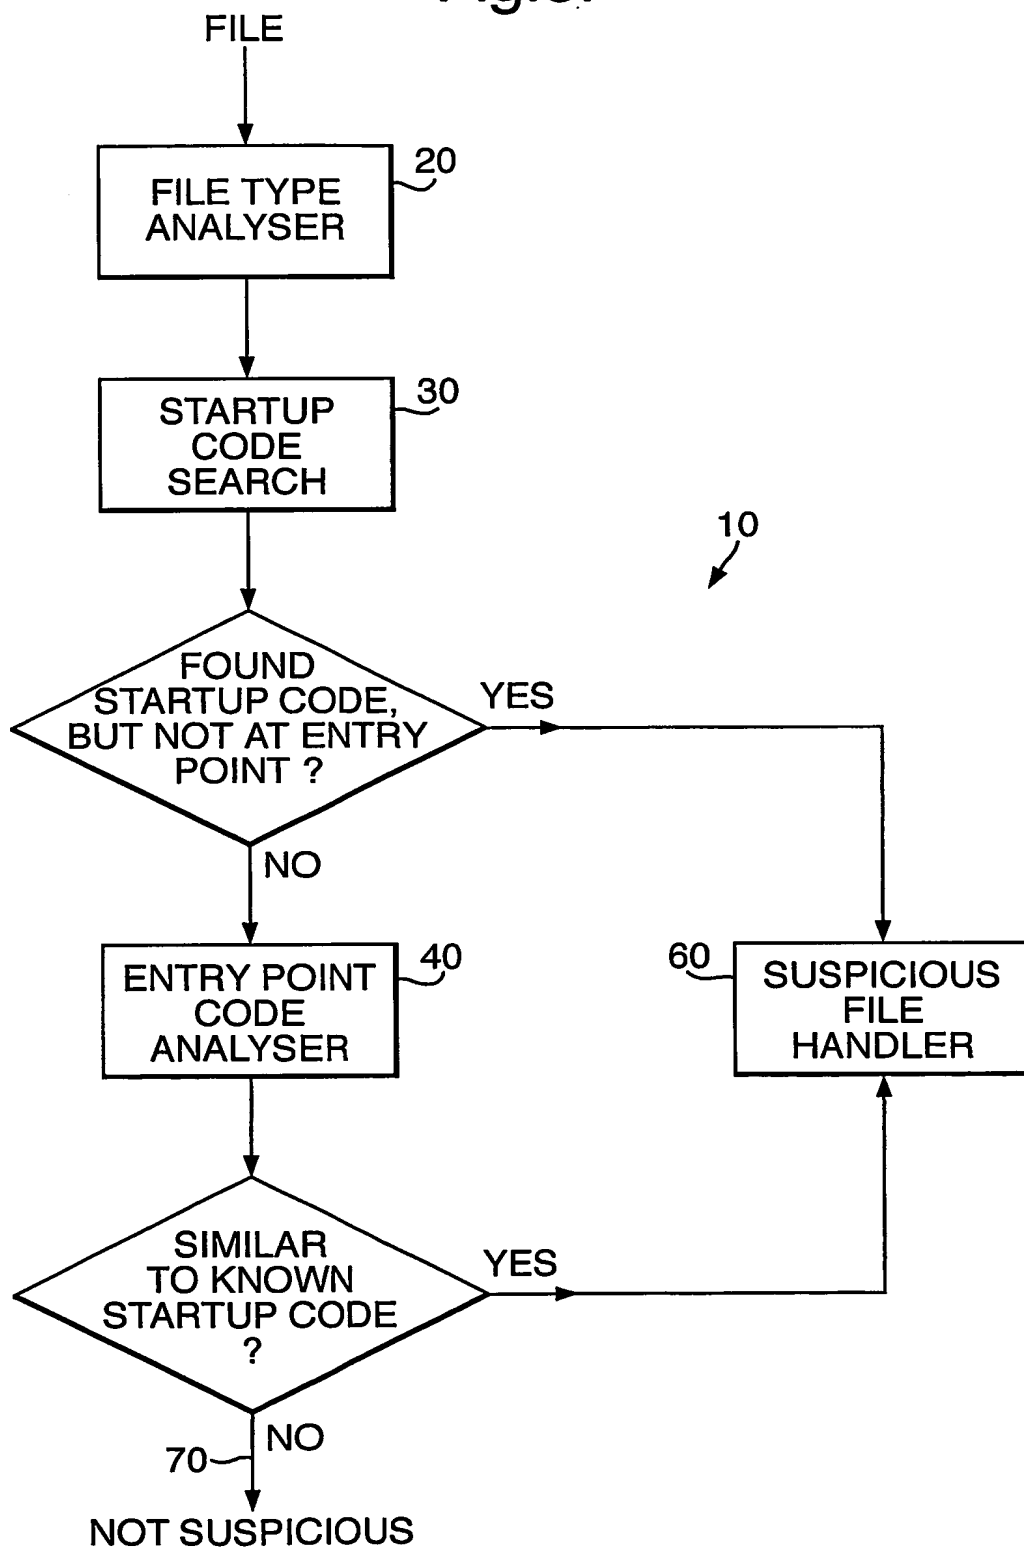 FILE
20
FILE TYPE
ANALYSER
30
STARTUP
CODE
SEARCH
10
FOUND
STARTUP CODE,
BUT NOT AT ENTRY
POINT ?
YES
NO
40
ENTRY POINT
CODE
ANALYSER
60
SUSPICIOUS
FILE
HANDLER
SIMILAR
TO KNOWN
STARTUP CODE
?
YES
NO
70
NOT SUSPICIOUS